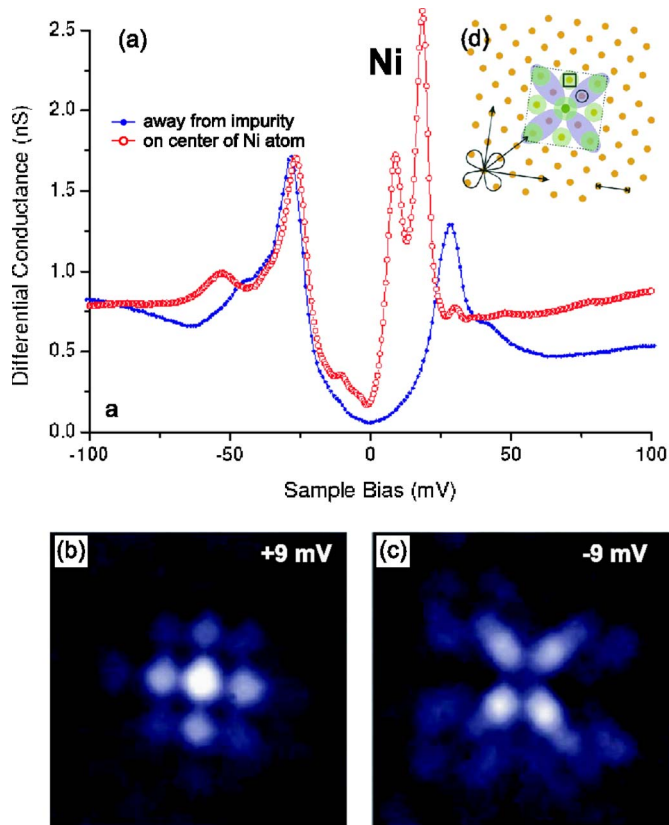 (a)
Ni
(d)
away from impurity
on center of Ni atom
Differential Conductance (nS)
2.5
2.0
1.5
1.0
0.5
0.0
a
-100
-50
0
50
100
Sample Bias (mV)
(b)
+9 mV
(c)
-9 mV